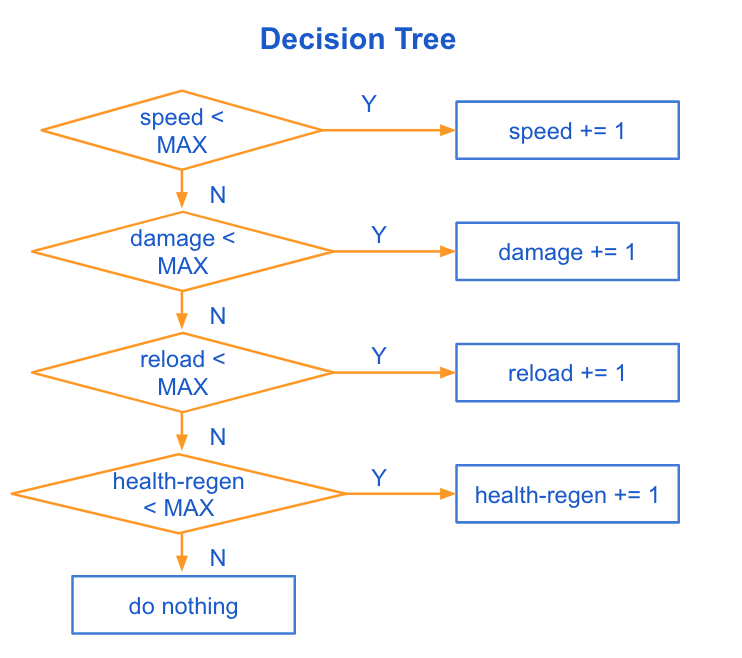 Decision Tree
speed <
MAX
Y
speed += 1
N
damage <
MAX
Y
damage += 1
N
reload <
MAX
Y
reload += 1
N
health-regen
< MAX
Y
health-regen += 1
N
do nothing